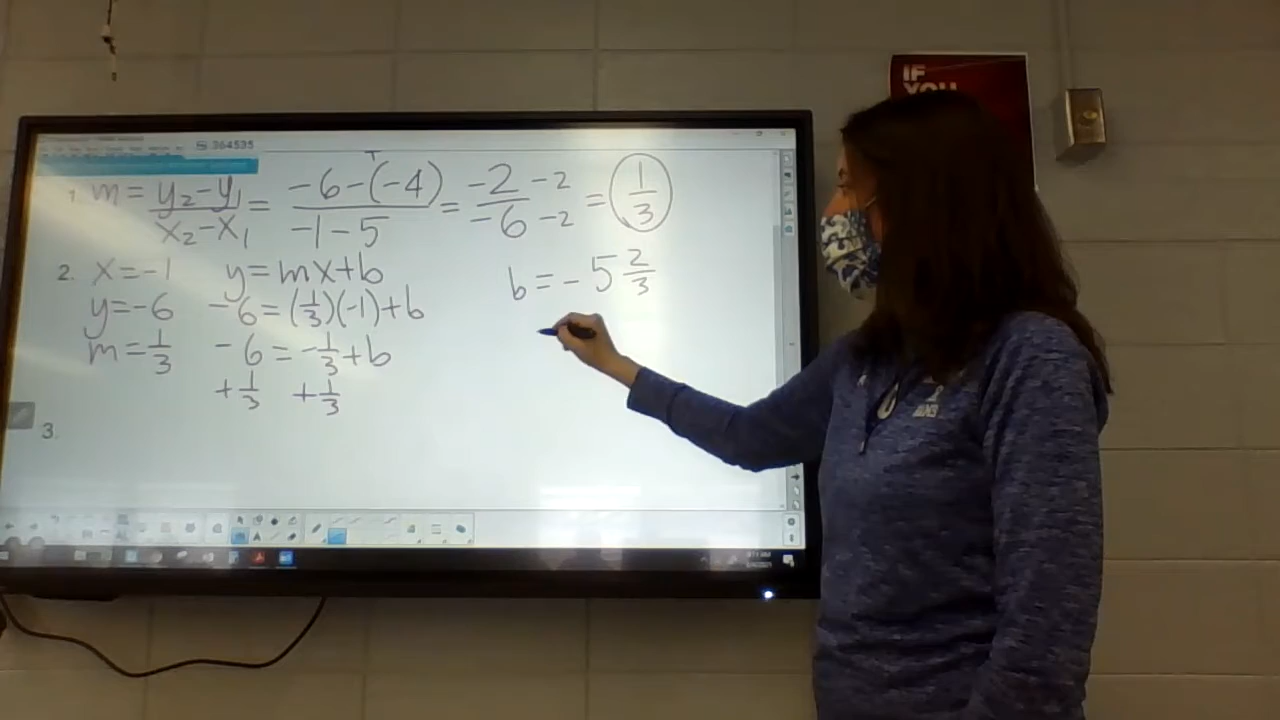 IF
YOU
364535
1. m = y₂-y₁/x₂-x₁ = -6-(-4)/-1-5 = -2/-6 -2/-2 = 1/3
2. x=-1 y=mx+b b=-5 2/3
y=-6 -6=(1/3)(-1)+b
m=1/3 -6=-1/3+b
+1/3 +1/3
3.